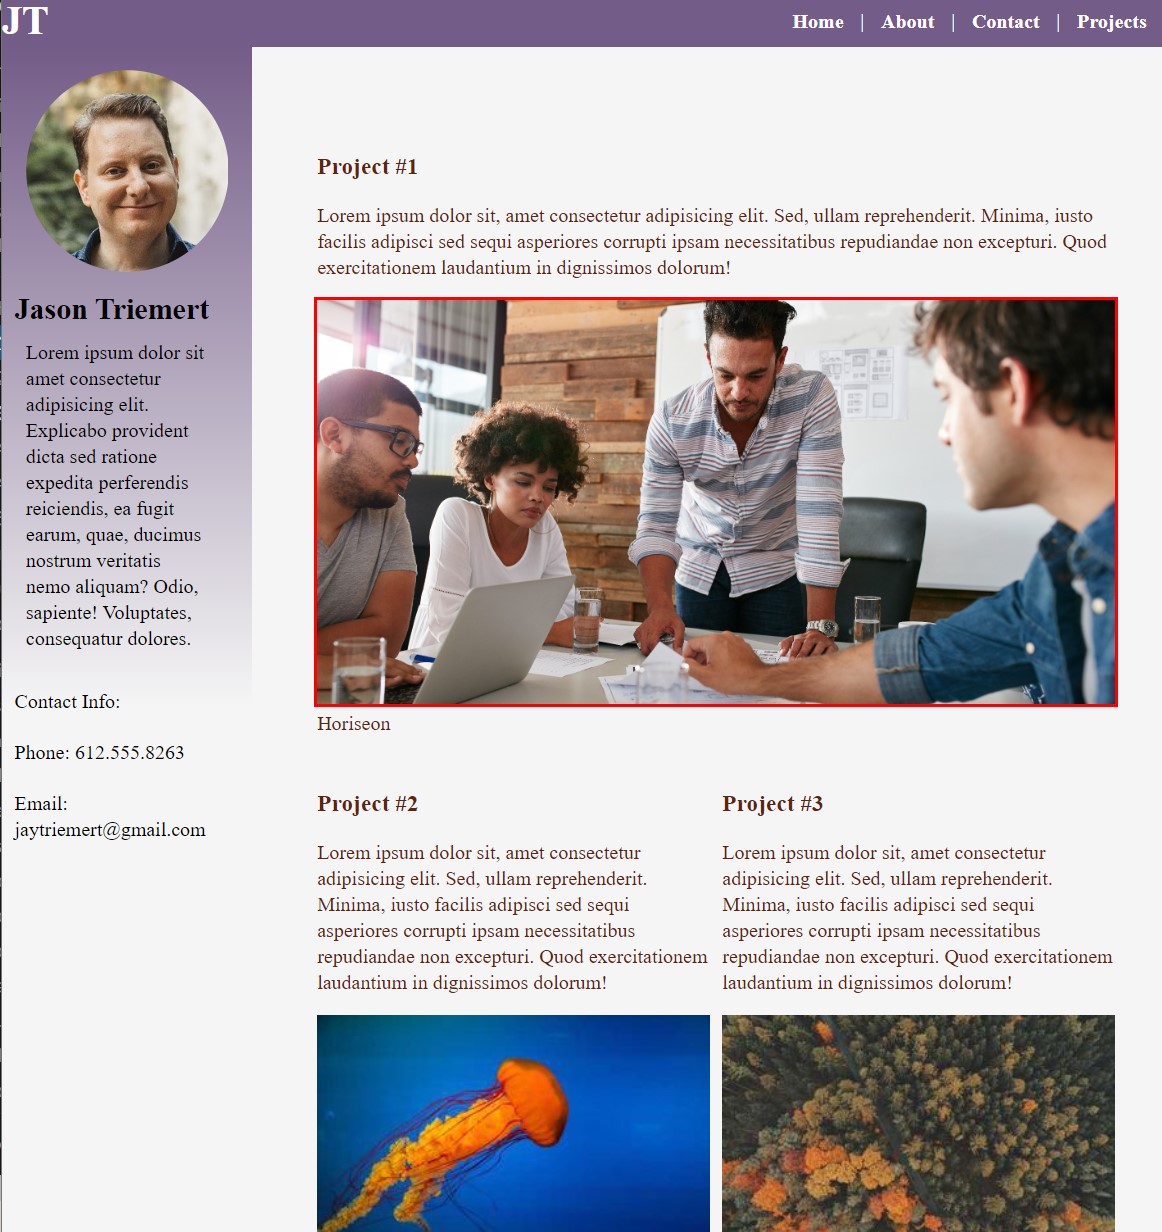 JT
Home | About | Contact | Projects
Jason Triemert
Lorem ipsum dolor sit
amet consectetur
adipisicing elit.
Explicabo provident
dicta sed ratione
expedita perferendis
reiciendis, ea fugit
earum, quae, ducimus
nostrum veritatis
nemo aliquam? Odio,
sapiente! Voluptates,
consequatur dolores.
Contact Info:
Phone: 612.555.8263
Email:
jaytriemert@gmail.com
Project #1
Lorem ipsum dolor sit, amet consectetur adipisicing elit. Sed, ullam reprehenderit. Minima, iusto
facilis adipisci sed sequi asperiores corrupti ipsam necessitatibus repudiandae non excepturi. Quod
exercitationem laudantium in dignissimos dolorum!
Horiseon
Project #2
Lorem ipsum dolor sit, amet consectetur
adipisicing elit. Sed, ullam reprehenderit.
Minima, iusto facilis adipisci sed sequi
asperiores corrupti ipsam necessitatibus
repudiandae non excepturi. Quod exercitationem
laudantium in dignissimos dolorum!
Project #3
Lorem ipsum dolor sit, amet consectetur
adipisicing elit. Sed, ullam reprehenderit.
Minima, iusto facilis adipisci sed sequi
asperiores corrupti ipsam necessitatibus
repudiandae non excepturi. Quod exercitationem
laudantium in dignissimos dolorum!